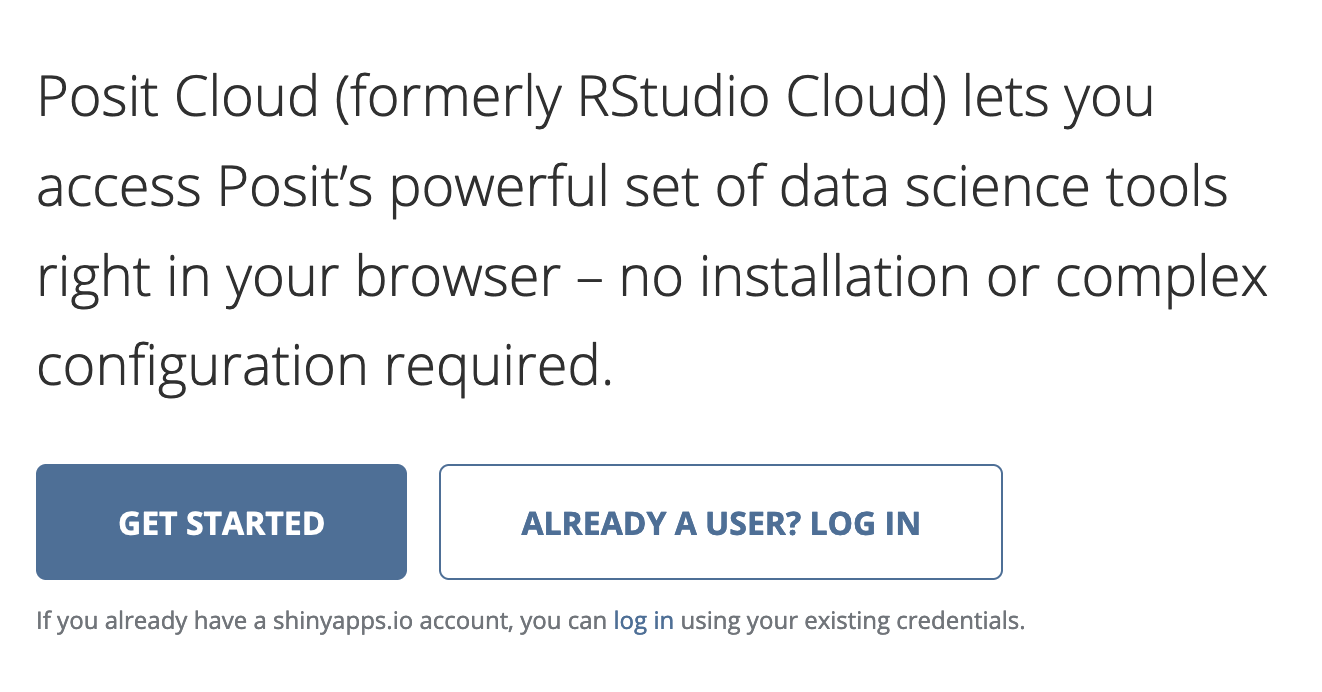 Posit Cloud (formerly RStudio Cloud) lets you
access Posit’s powerful set of data science tools
right in your browser – no installation or complex
configuration required.
GET STARTED
ALREADY A USER? LOG IN
If you already have a shinyapps.io account, you can log in using your existing credentials.